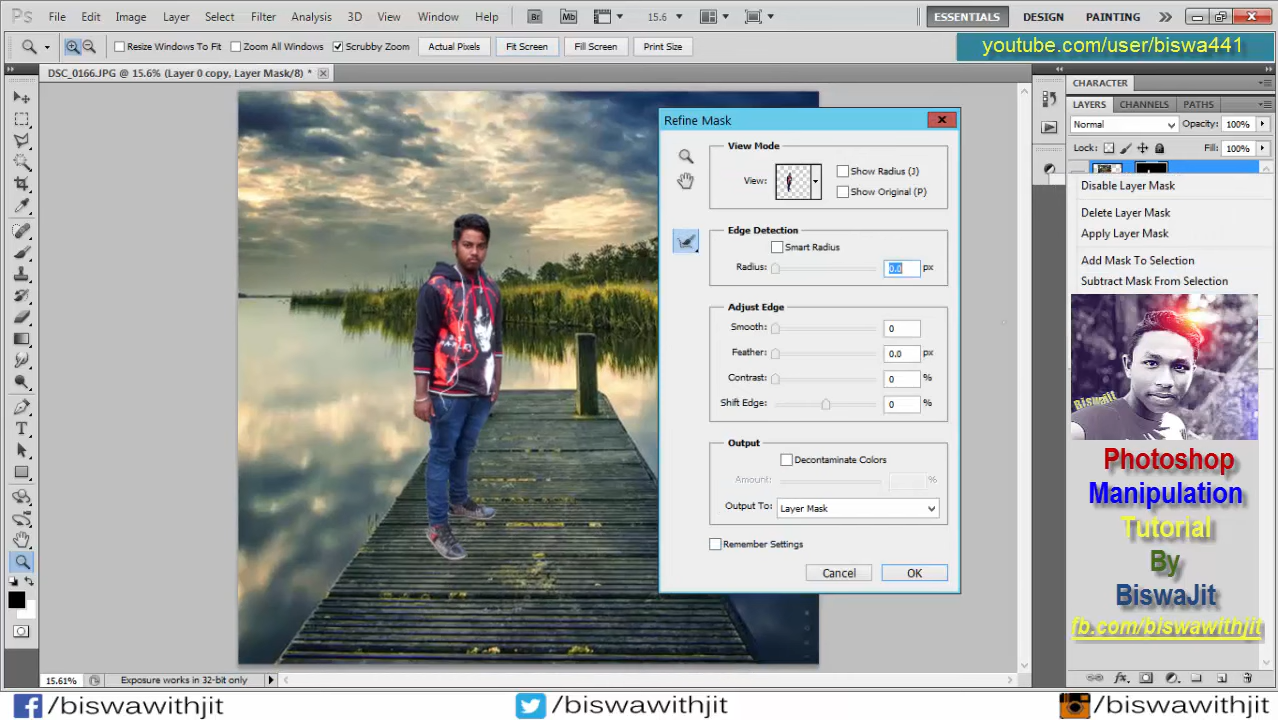 Ps File Edit Image Layer Select Filter Analysis 3D View Window Help Br Mb 15.6 ESSENTIALS DESIGN PAINTING
Resize Windows To Fit Zoom All Windows Scrubby Zoom Actual Pixels Fit Screen Fill Screen Print Size
youtube.com/user/biswa441
DSC_0166.JPG @ 15.6% (Layer 0 copy, Layer Mask/8) *
CHARACTER
LAYERS CHANNELS PATHS
Normal Opacity: 100%
Lock: Fill: 100%
Disable Layer Mask
Delete Layer Mask
Apply Layer Mask
Add Mask To Selection
Subtract Mask From Selection
Refine Mask
View Mode
View: Show Radius (J)
Show Original (P)
Edge Detection
Smart Radius
Radius: 0.0 px
Adjust Edge
Smooth: 0
Feather: 0.0 px
Contrast: 0 %
Shift Edge: 0 %
Output
Decontaminate Colors
Amount: %
Output To: Layer Mask
Remember Settings
Cancel OK
Biswajit
Photoshop
Manipulation
Tutorial
By
BiswaJit
fb.com/biswawithjit
T
15.61% Exposure works in 32-bit only
fx
/biswawithjit /biswawithjit /biswawithjit